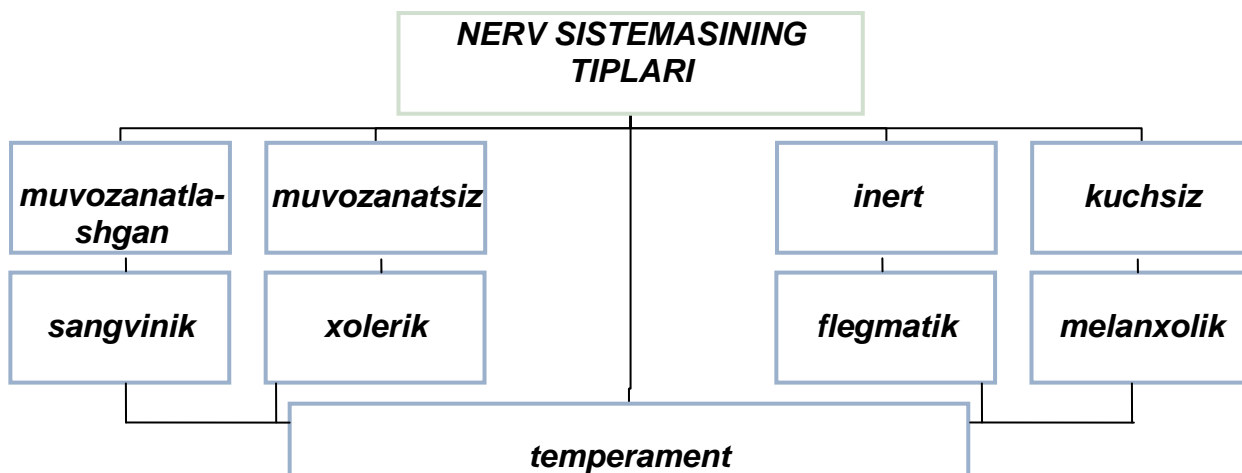 NERV SISTEMASINING
TIPLARI
muvozanatla-
shgan
muvozanatsiz
inert
kuchsiz
sangvinik
xolerik
flegmatik
melanxolik
temperament